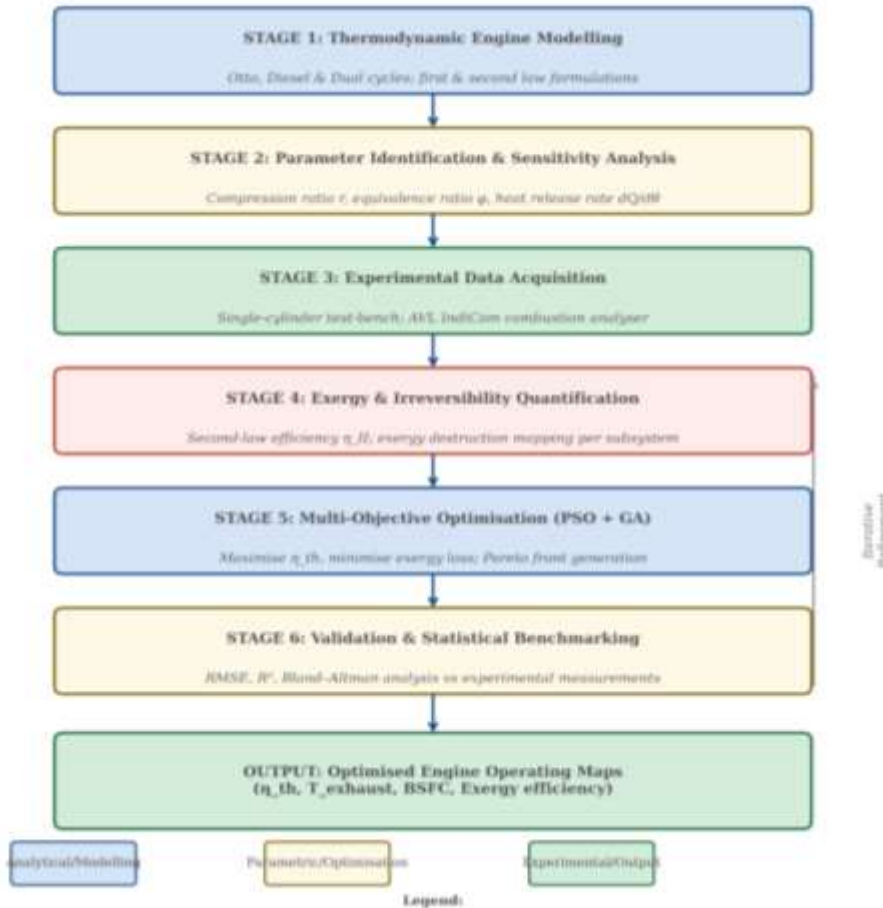 STAGE 1: Thermodynamic Engine Modelling
Otto, Diesel & Dual cycles; first & second law formulations
STAGE 2: Parameter Identification & Sensitivity Analysis
Compression ratio r, equivalence ratio φ, heat release rate
STAGE 3: Experimental Data Acquisition
Single-cylinder test-bench; AVL IndiCom combustion analyser
STAGE 4: Exergy & Irreversibility Quantification
Second-law efficiency η_II; exergy destruction mapping per subsystem
STAGE 5: Multi-Objective Optimisation (PSO + GA)
Maximise η_th, minimise exergy loss; Pareto front generation
Iterative
STAGE 6: Validation & Statistical Benchmarking
RMSE, R², Bland-Altman analysis vs experimental measurements
OUTPUT: Optimised Engine Operating Maps
(η_th, T_exhaust, BSFC, Exergy efficiency)
Analytical/Modelling
Parametric/Optimisation
Experimental/Output
Legend: